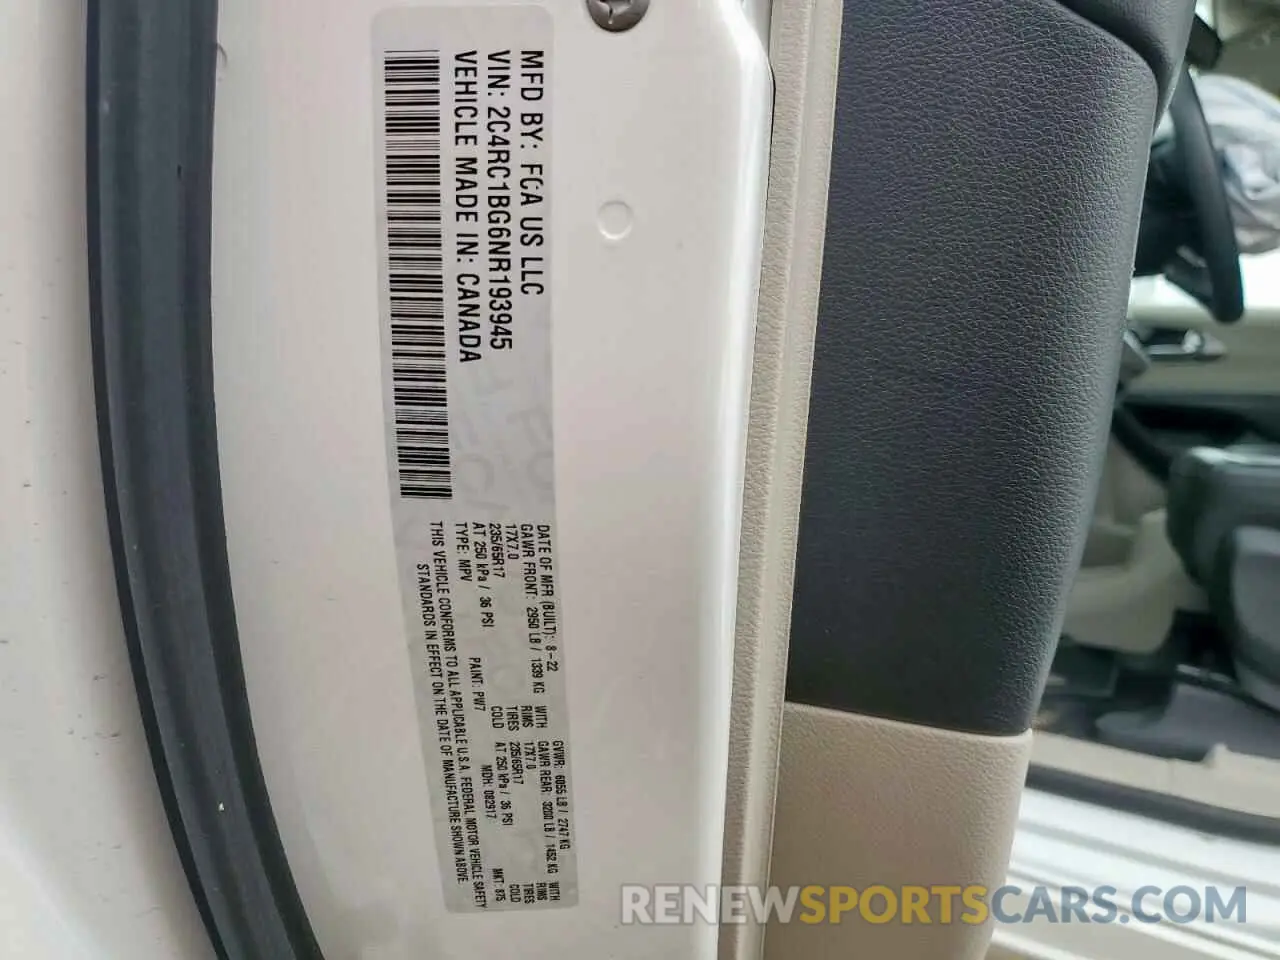 MFD BY: FCA US LLC
VIN: 2C4RC1BG6NR193945
VEHICLE MADE IN: CANADA
DATE OF MFR (BUILT): 8-22 GVWR: 6055 LB / 2747 KG
GAWR FRONT: 2950 LB / 1339 KG WITH GAWR REAR: 3200 LB / 1452 KG WITH
17X7.0 RIMS 17X7.0 RIMS
235/65R17 TIRES 235/65R17 TIRES
AT 250 kPa / 36 PSI COLD AT 250 kPa / 36 PSI COLD
TYPE: MPV PAINT: PW7 MDH: 082917 MKT: 875
THIS VEHICLE CONFORMS TO ALL APPLICABLE U.S.A. FEDERAL MOTOR VEHICLE SAFETY
STANDARDS IN EFFECT ON THE DATE OF MANUFACTURE SHOWN ABOVE.
RENEWSPORTSCARS.COM